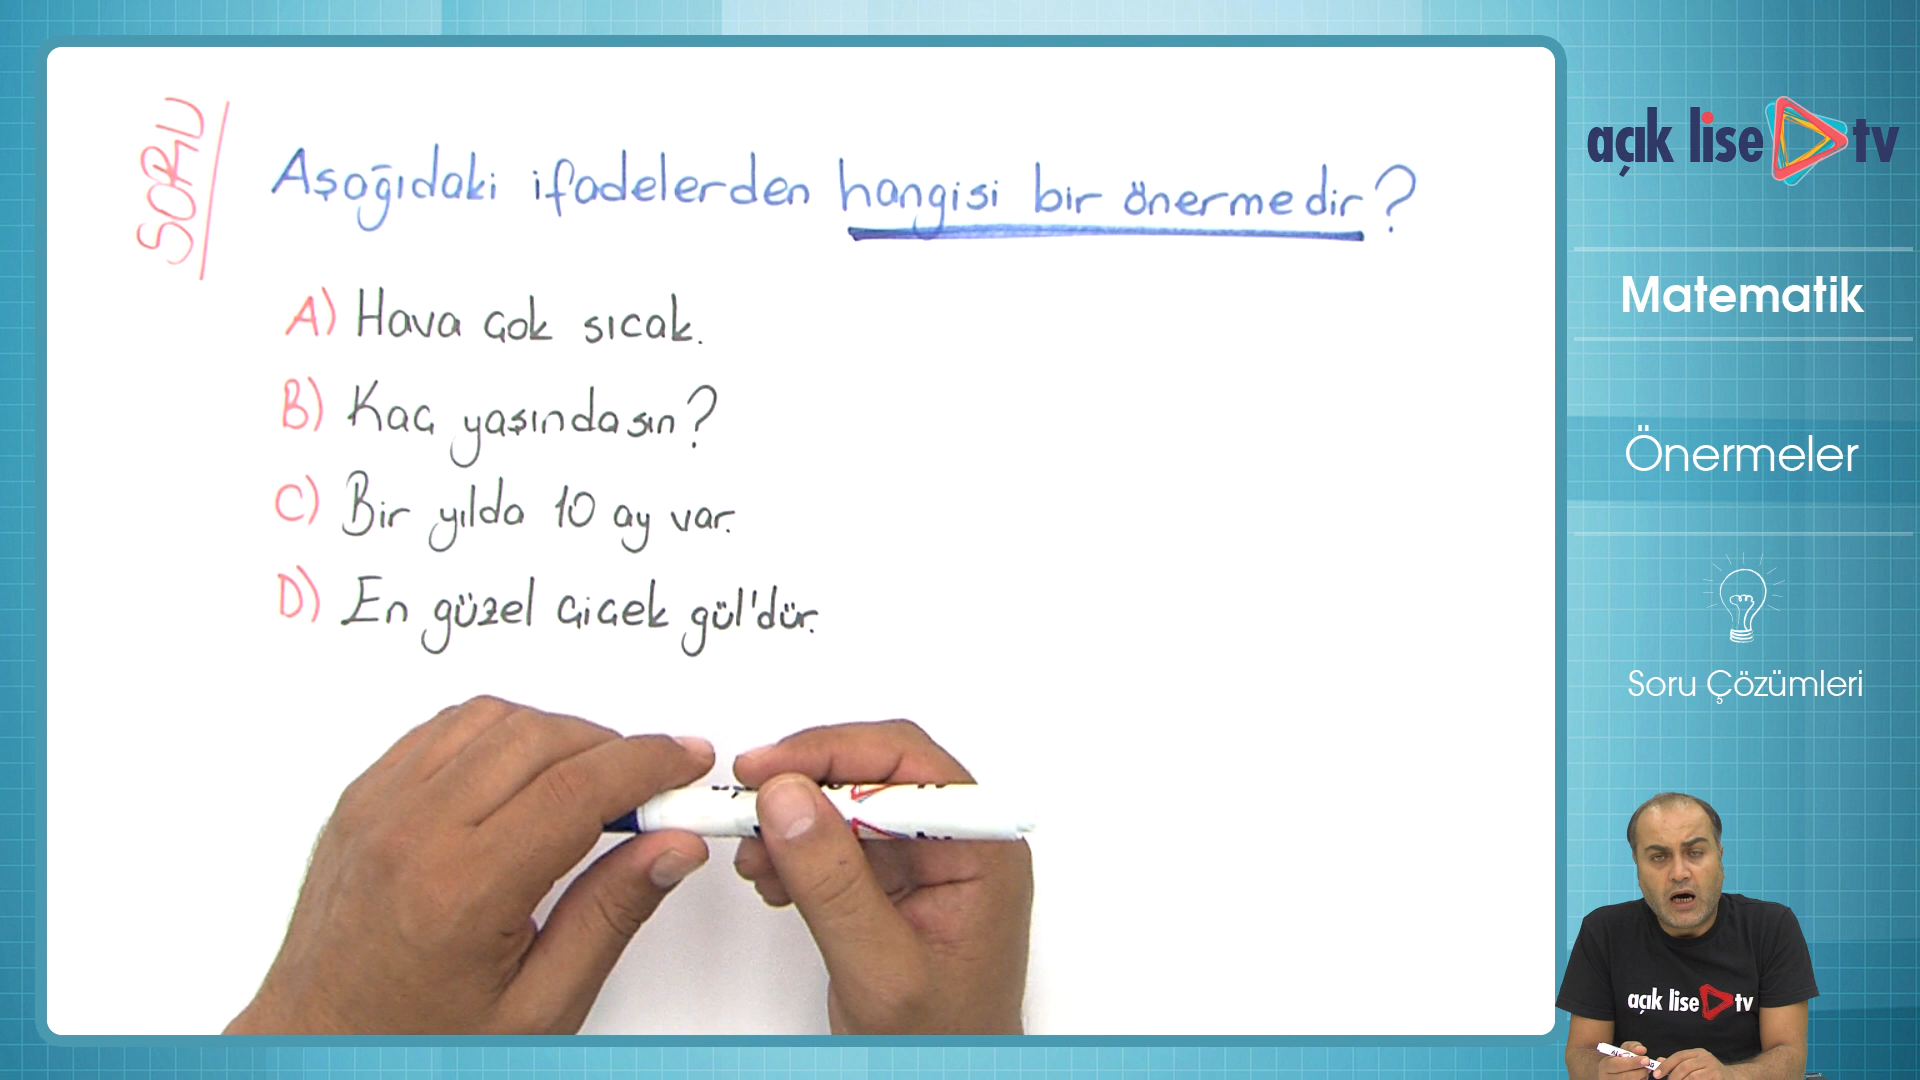 SORU
Aşağıdaki ifadelerden hangisi bir önermedir?
A) Hava çok sıcak.
B) Kaç yaşındasın?
C) Bir yılda 10 ay var.
D) En güzel çiçek gül'dür.
açık lise tv
Matematik
Önermeler
Soru Çözümleri
açık lise tv